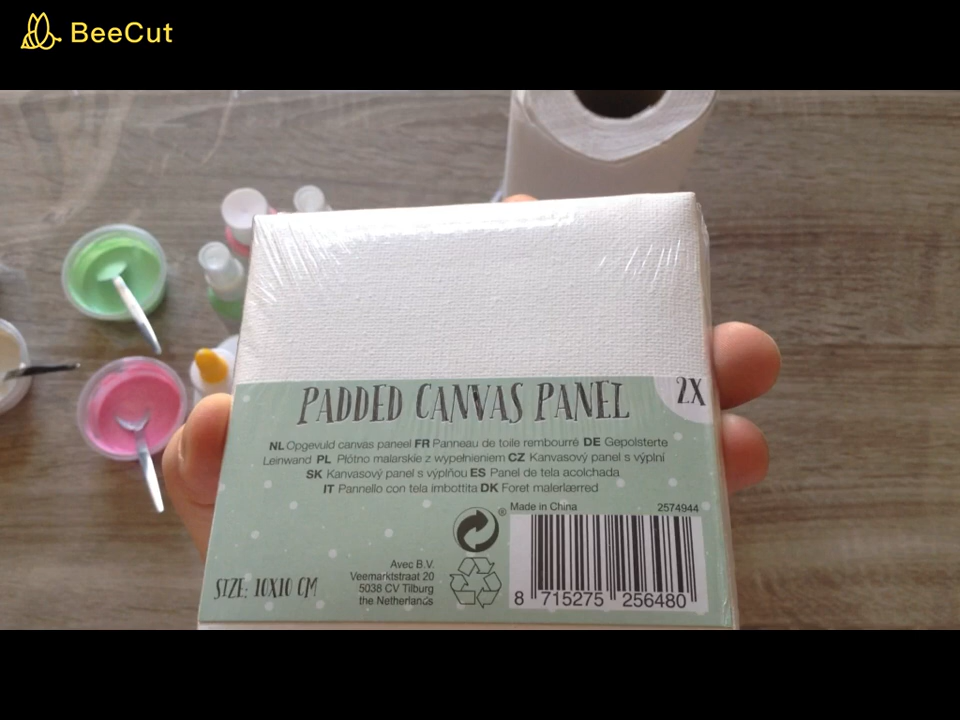 BeeCut
PADDED CANVAS PANEL
2X
NL Opgevuld canvas paneel FR Panneau de toile rembourré DE Gepolsterte
Leinwand PL Płótno malarskie z wypełnieniem CZ Kanvasový panel s výplní
SK Kanvasový panel s výplňou ES Panel de tela acolchada
IT Pannello con tela imbottita DK Foret malerlærred
Made in China 2574944
®
SIZE: 10X10 CM
Avec B.V.
Veemarktstraat 20
5038 CV Tilburg
the Netherlands
8 715275 256480